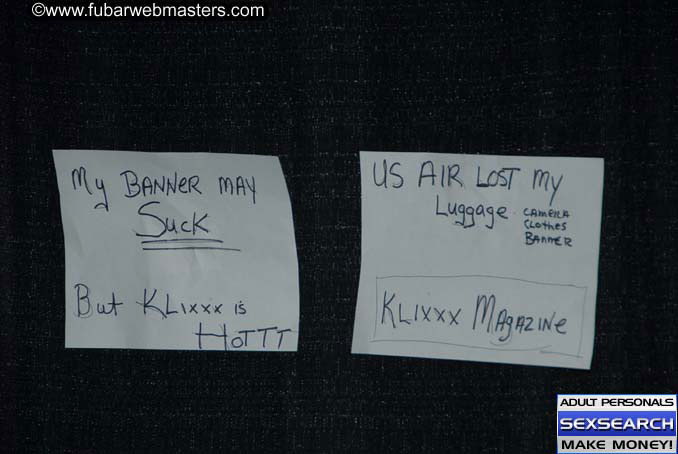 © www.fubarwebmasters.com
My BANNER MAY
Suck
But KLixxx is
HoTTT
US AIR LOST My
Luggage CAMERA
CLothes
BANNER
KLIXXX MAgAZINe
ADULT PERSONALS
SEXSEARCH
MAKE MONEY!